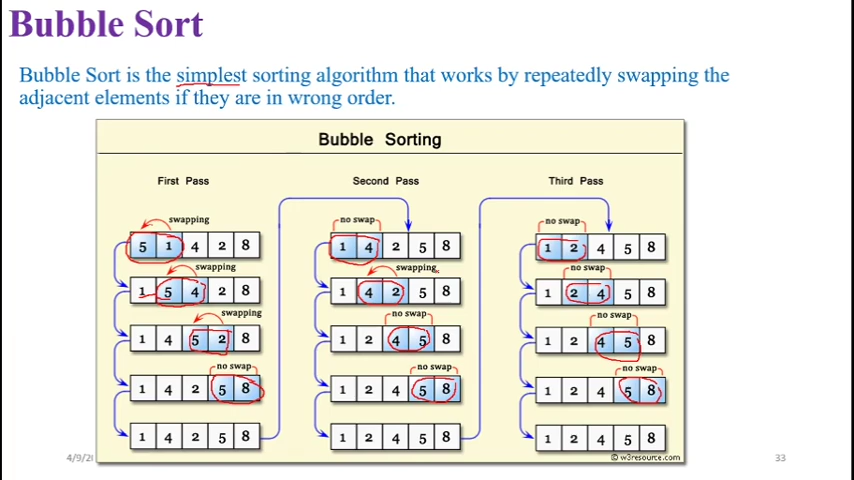 Bubble Sort
Bubble Sort is the simplest sorting algorithm that works by repeatedly swapping the
adjacent elements if they are in wrong order.
Bubble Sorting
First Pass
swapping
5 1 4 2 8
swapping
1 5 4 2 8
swapping
1 4 5 2 8
no swap
1 4 2 5 8
1 4 2 5 8
Second Pass
no swap
1 4 2 5 8
swapping
1 4 2 5 8
no swap
1 2 4 5 8
no swap
1 2 4 5 8
1 2 4 5 8
Third Pass
no swap
1 2 4 5 8
no swap
1 2 4 5 8
no swap
1 2 4 5 8
no swap
1 2 4 5 8
1 2 4 5 8
© w3resource.com
33